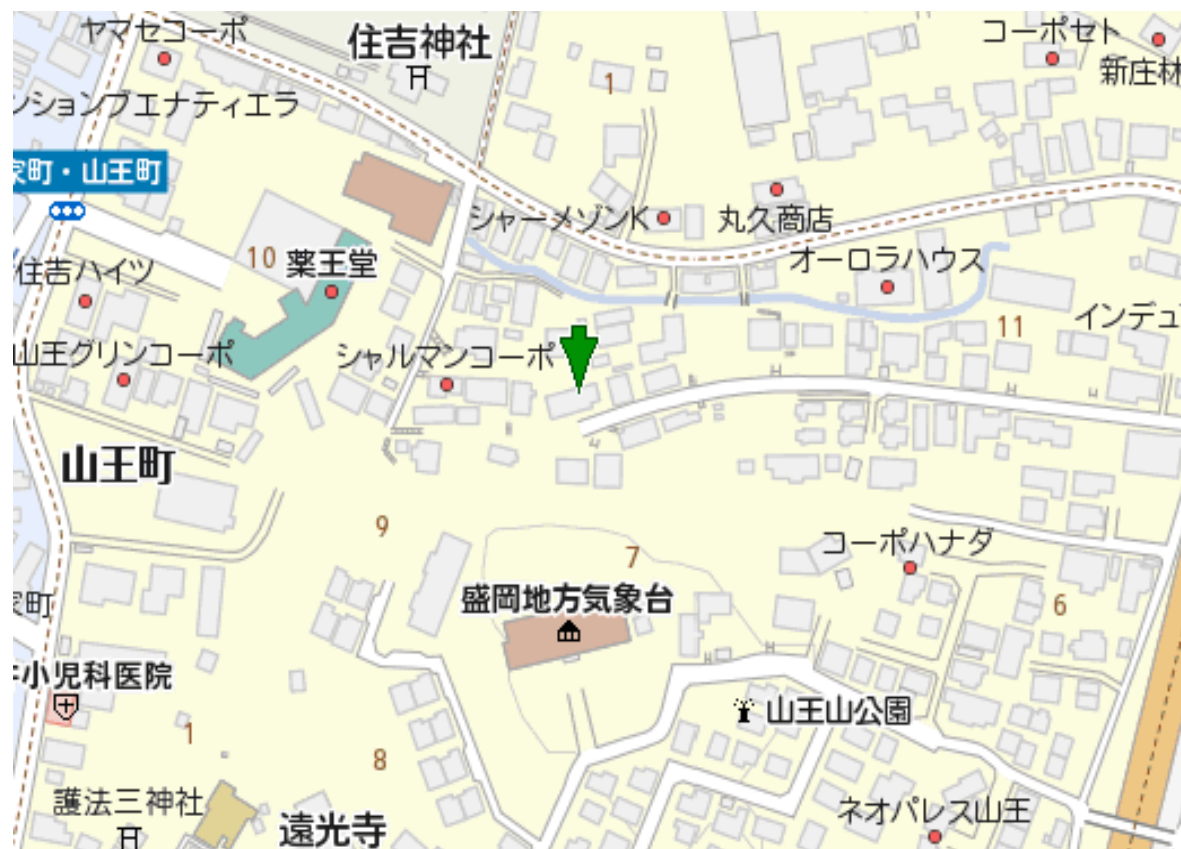 ヤマセコーポ
住吉神社
コーポセト
新庄林
ンションブエナティエラ
1
家町・山王町
シャーメゾンK
丸久商店
10
薬王堂
オーロラハウス
住吉ハイツ
インデュ
11
山王グリンコーポ
シャルマンコーポ
山王町
9
7
コーポハナダ
盛岡地方気象台
6
家町
小児科医院
山王山公園
1
8
護法三神社
遠光寺
ネオパレス山王